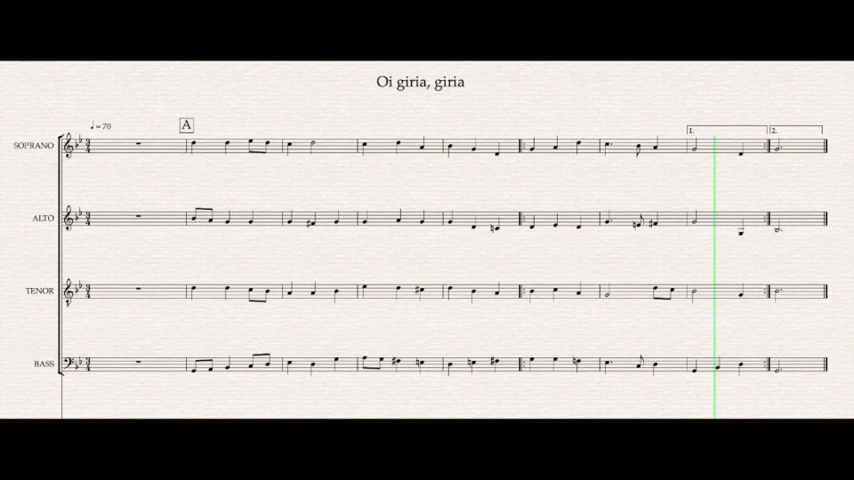 Oi giria, giria
♩ = 70
A
1.
2.
SOPRANO
ALTO
TENOR
BASS